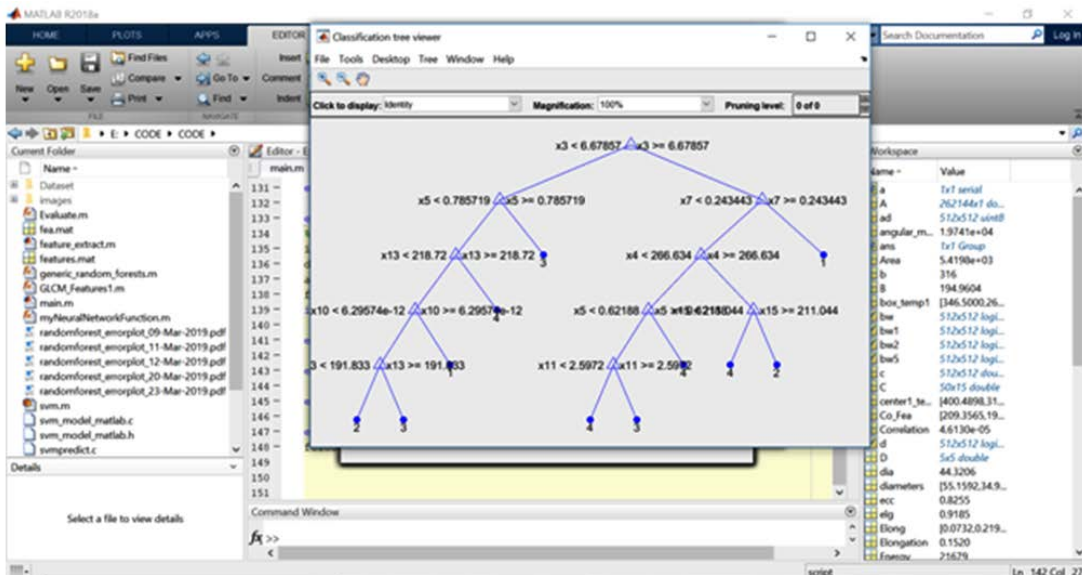 MATLAB R2018a
HOME PLOTS APPS EDITOR
Search Documentation
Log In
New Open Save
Find Files
Compare
Print
Go To
Find
Insert
Comment
Indent
FILE NAVIGATE
E: CODE CODE
Current Folder
Name
Dataset
images
Evaluate.m
fea.mat
feature_extract.m
features.mat
generic_random_forests.m
GLCM_Features1.m
main.m
myNeuralNetworkFunction.m
randomforest_errorplot_09-Mar-2019.pdf
randomforest_errorplot_11-Mar-2019.pdf
randomforest_errorplot_12-Mar-2019.pdf
randomforest_errorplot_20-Mar-2019.pdf
randomforest_errorplot_23-Mar-2019.pdf
svm.m
svm_model_matlab.c
svm_model_matlab.h
svmpredict.c
Details
Select a file to view details
Editor - E
main.m
131
132
133
134
135
136
137
138
139
140
141
142
143
144
145
146
147
148
149
150
151
Command Window
fx >>
Classification tree viewer
File Tools Desktop Tree Window Help
Click to display: Identity Magnification: 100% Pruning level: 0 of 0
x3 < 6.67857 x3 >= 6.67857
x5 < 0.785719 x5 >= 0.785719 x7 < 0.243443 x7 >= 0.243443
x13 < 218.72 x13 >= 218.72 3 x4 < 266.634 x4 >= 266.634 1
x10 < 6.29574e-12 x10 >= 6.29574e-12 4 x5 < 0.62188 x15 >= 211.044
3 < 191.833 x13 >= 191.833 1 x11 < 2.5972 x11 >= 2.5972 4 4 2
2 3 4 3
Workspace
Name Value
a 1x1 serial
A 262144x1 do...
ad 512x512 uint8
angular_m... 1.9741e+04
ans 1x1 Group
Area 5.4198e+03
b 316
B 194.9604
box_temp1 [346.5000,26...
bw 512x512 logi...
bw1 512x512 logi...
bw2 512x512 logi...
bw5 512x512 logi...
c 512x512 dou...
C 50x15 double
center1_te... [400.4898,31...
Co_Fea [209.3565,19...
Correlation 4.6130e-05
d 512x512 logi...
D 5x5 double
dia 44.3206
diameters [55.1592,34.9...
ecc 0.8255
elg 0.9185
Elong [0.0732,0.219...
Elongation 0.1520
Energy 21679
script Ln 142 Col 27